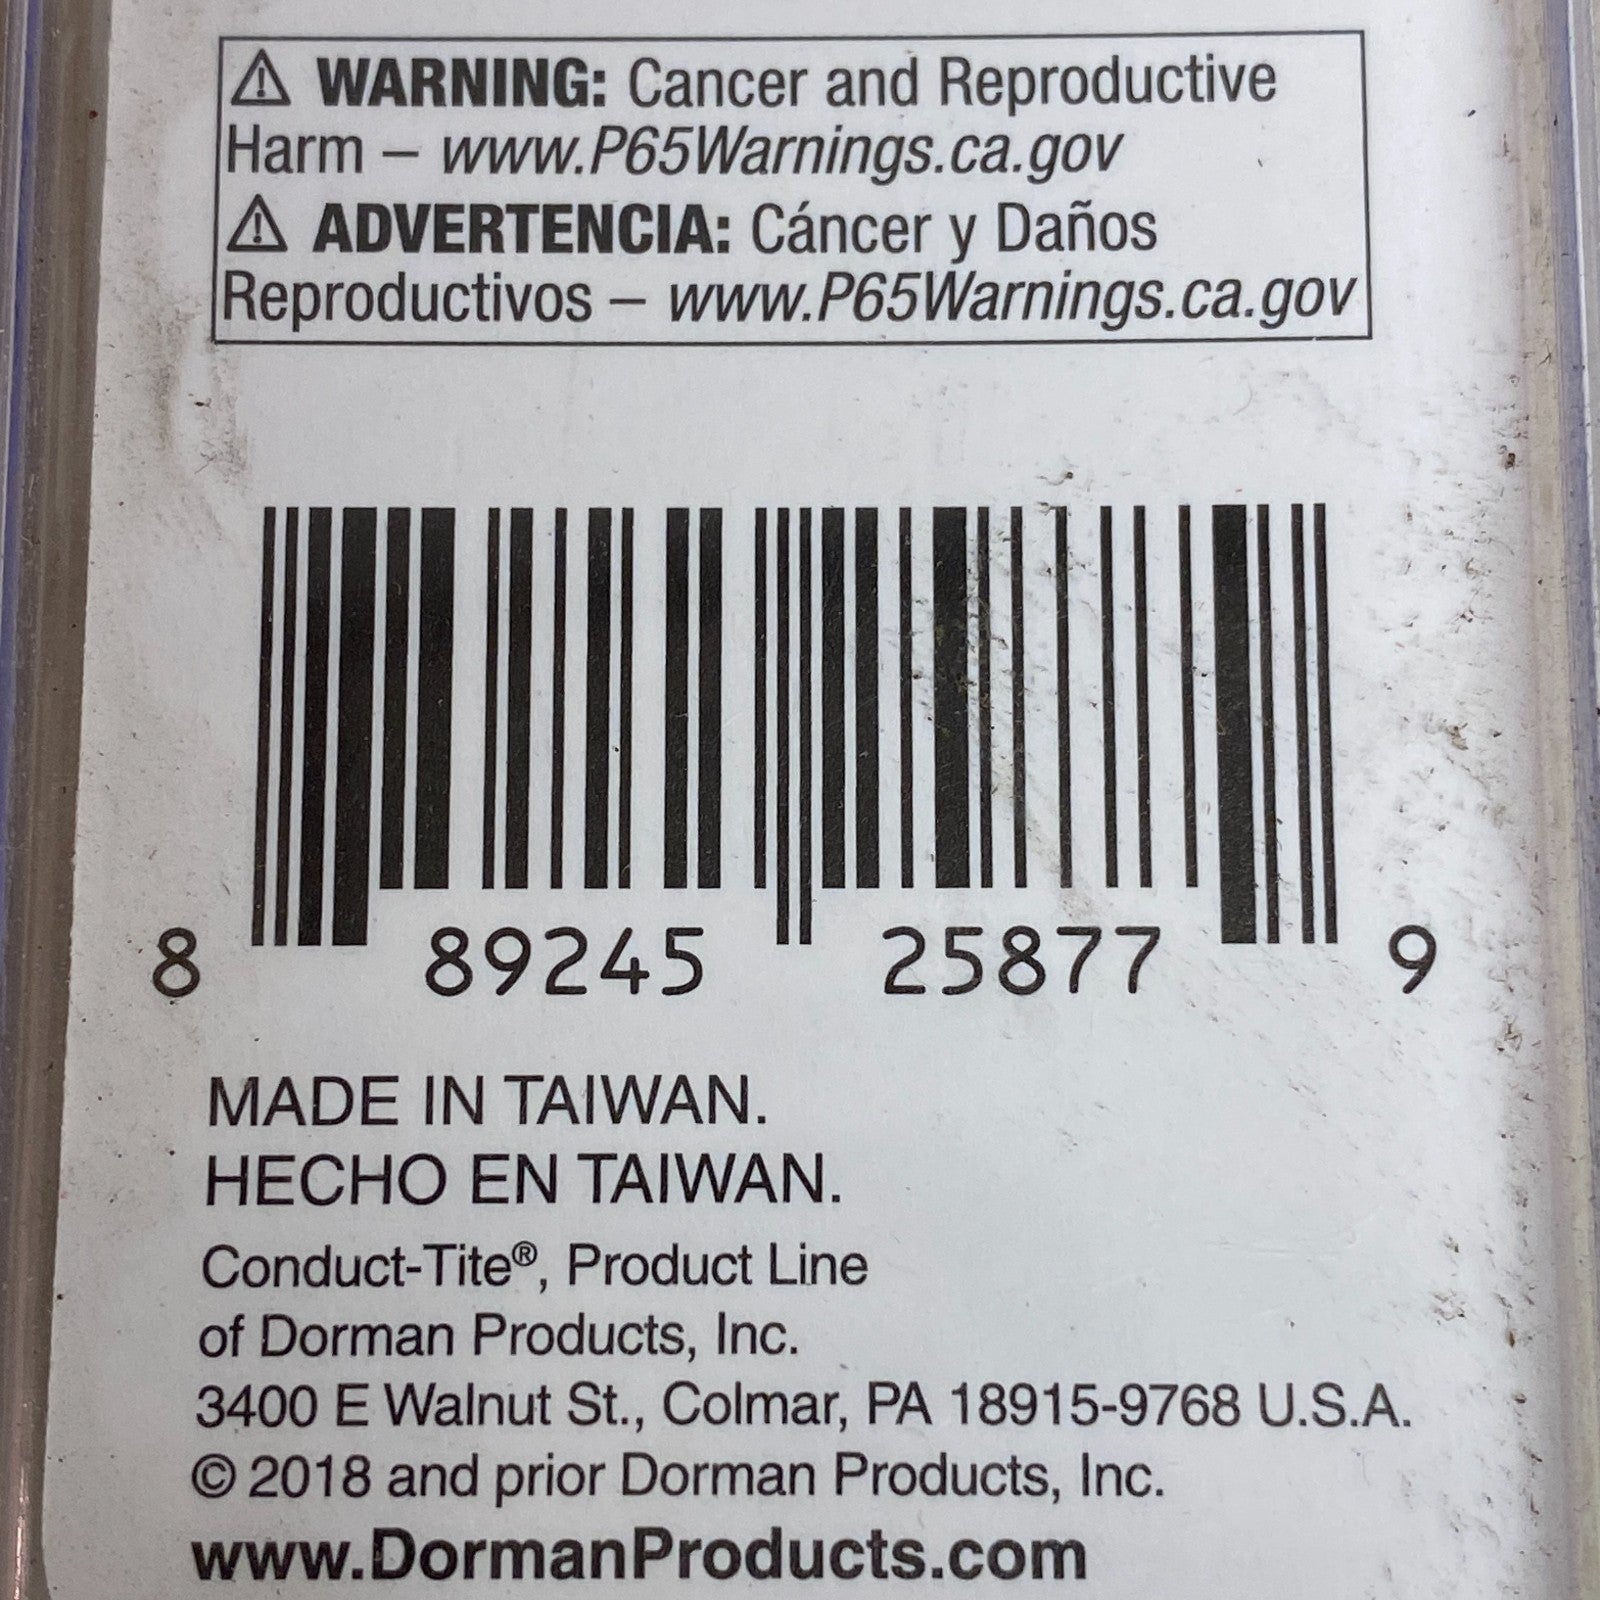 ⚠ WARNING: Cancer and Reproductive
Harm – www.P65Warnings.ca.gov
⚠ ADVERTENCIA: Cáncer y Daños
Reproductivos – www.P65Warnings.ca.gov
8 89245 25877 9
MADE IN TAIWAN.
HECHO EN TAIWAN.
Conduct-Tite®, Product Line
of Dorman Products, Inc.
3400 E Walnut St., Colmar, PA 18915-9768 U.S.A.
© 2018 and prior Dorman Products, Inc.
www.DormanProducts.com